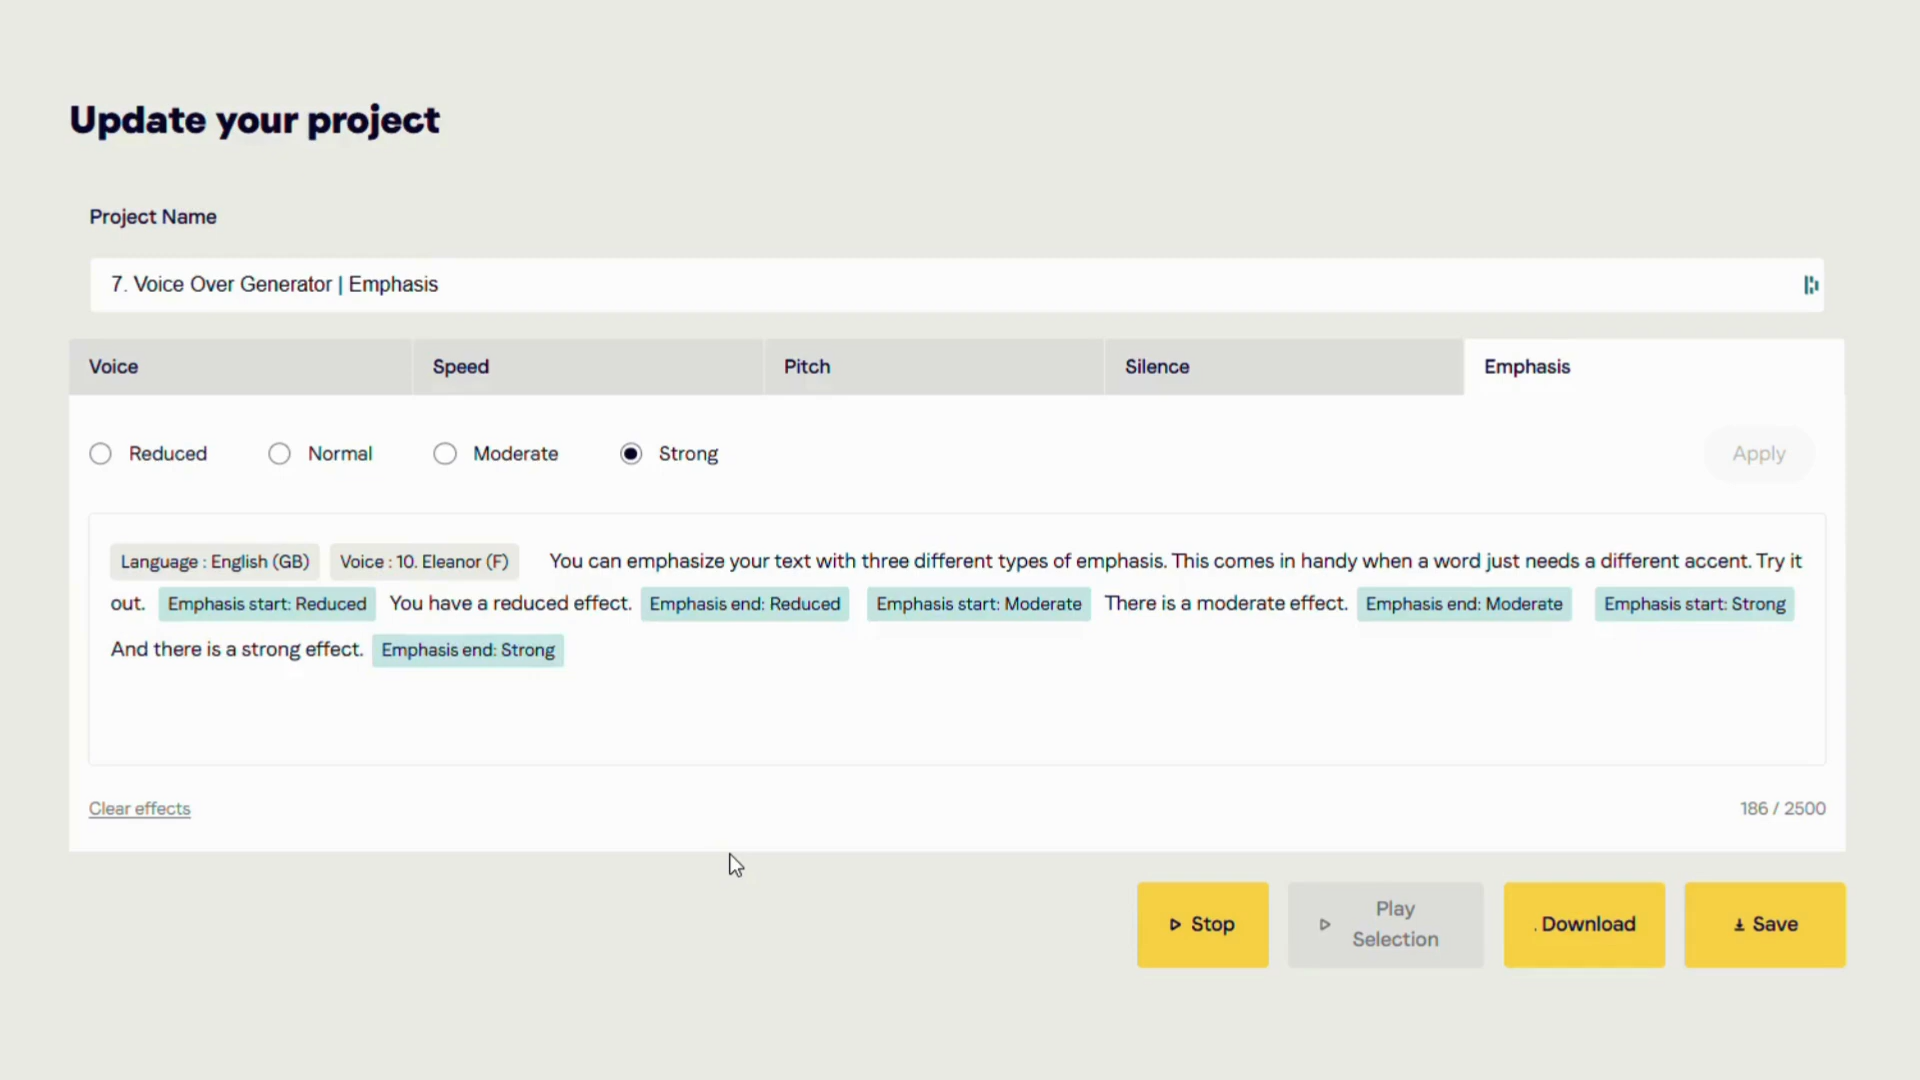 Update your project
Project Name
7. Voice Over Generator | Emphasis
Voice Speed Pitch Silence Emphasis
Reduced Normal Moderate Strong Apply
Language : English (GB) Voice : 10. Eleanor (F) You can emphasize your text with three different types of emphasis. This comes in handy when a word just needs a different accent. Try it
out. Emphasis start: Reduced You have a reduced effect. Emphasis end: Reduced Emphasis start: Moderate There is a moderate effect. Emphasis end: Moderate Emphasis start: Strong
And there is a strong effect. Emphasis end: Strong
Clear effects 186 / 2500
Stop Play Selection Download Save